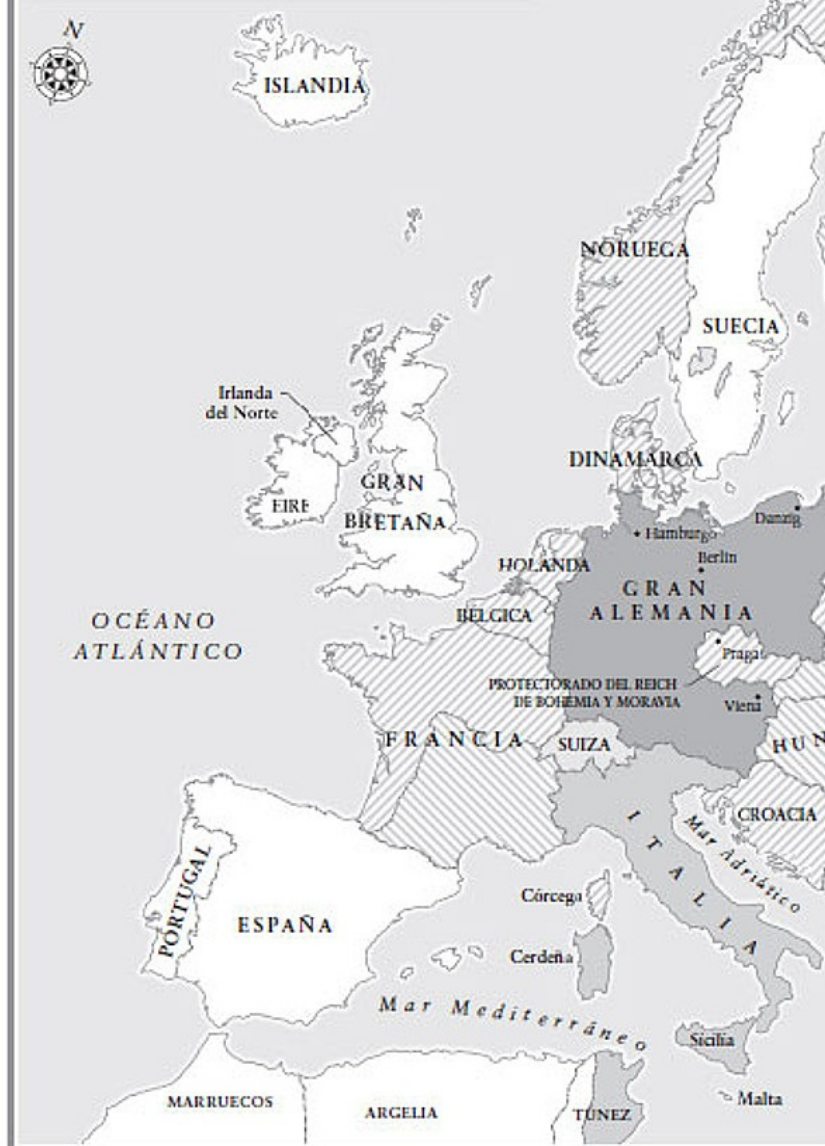 N
ISLANDIA
NORUEGA
SUECIA
Irlanda
del Norte
DINAMARCA
GRAN
BRETAÑA
EIRE
Danzig
Hamburgo
HOLANDA
Berlín
GRAN
ALEMANIA
BELGICA
OCÉANO
ATLÁNTICO
Praga
PROTECTORADO DEL REICH
DE BOHEMIA Y MORAVIA
Viena
FRANCIA
SUIZA
HUN
CROACIA
Mar Adriático
ITALIA
PORTUGAL
ESPAÑA
Córcega
Cerdeña
Mar Mediterráneo
Sicilia
Malta
MARRUECOS
ARGELIA
TÚNEZ